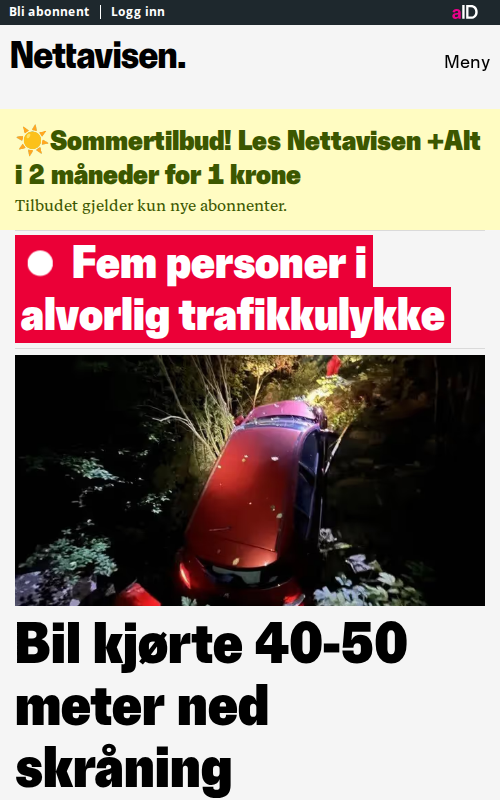 Bli abonnent | Logg inn
aID
Nettavisen.
Meny
☀️Sommertilbud! Les Nettavisen +Alt
i 2 måneder for 1 krone
Tilbudet gjelder kun nye abonnenter.
Fem personer i
alvorlig trafikkulykke
Bil kjørte 40-50
meter ned
skråning